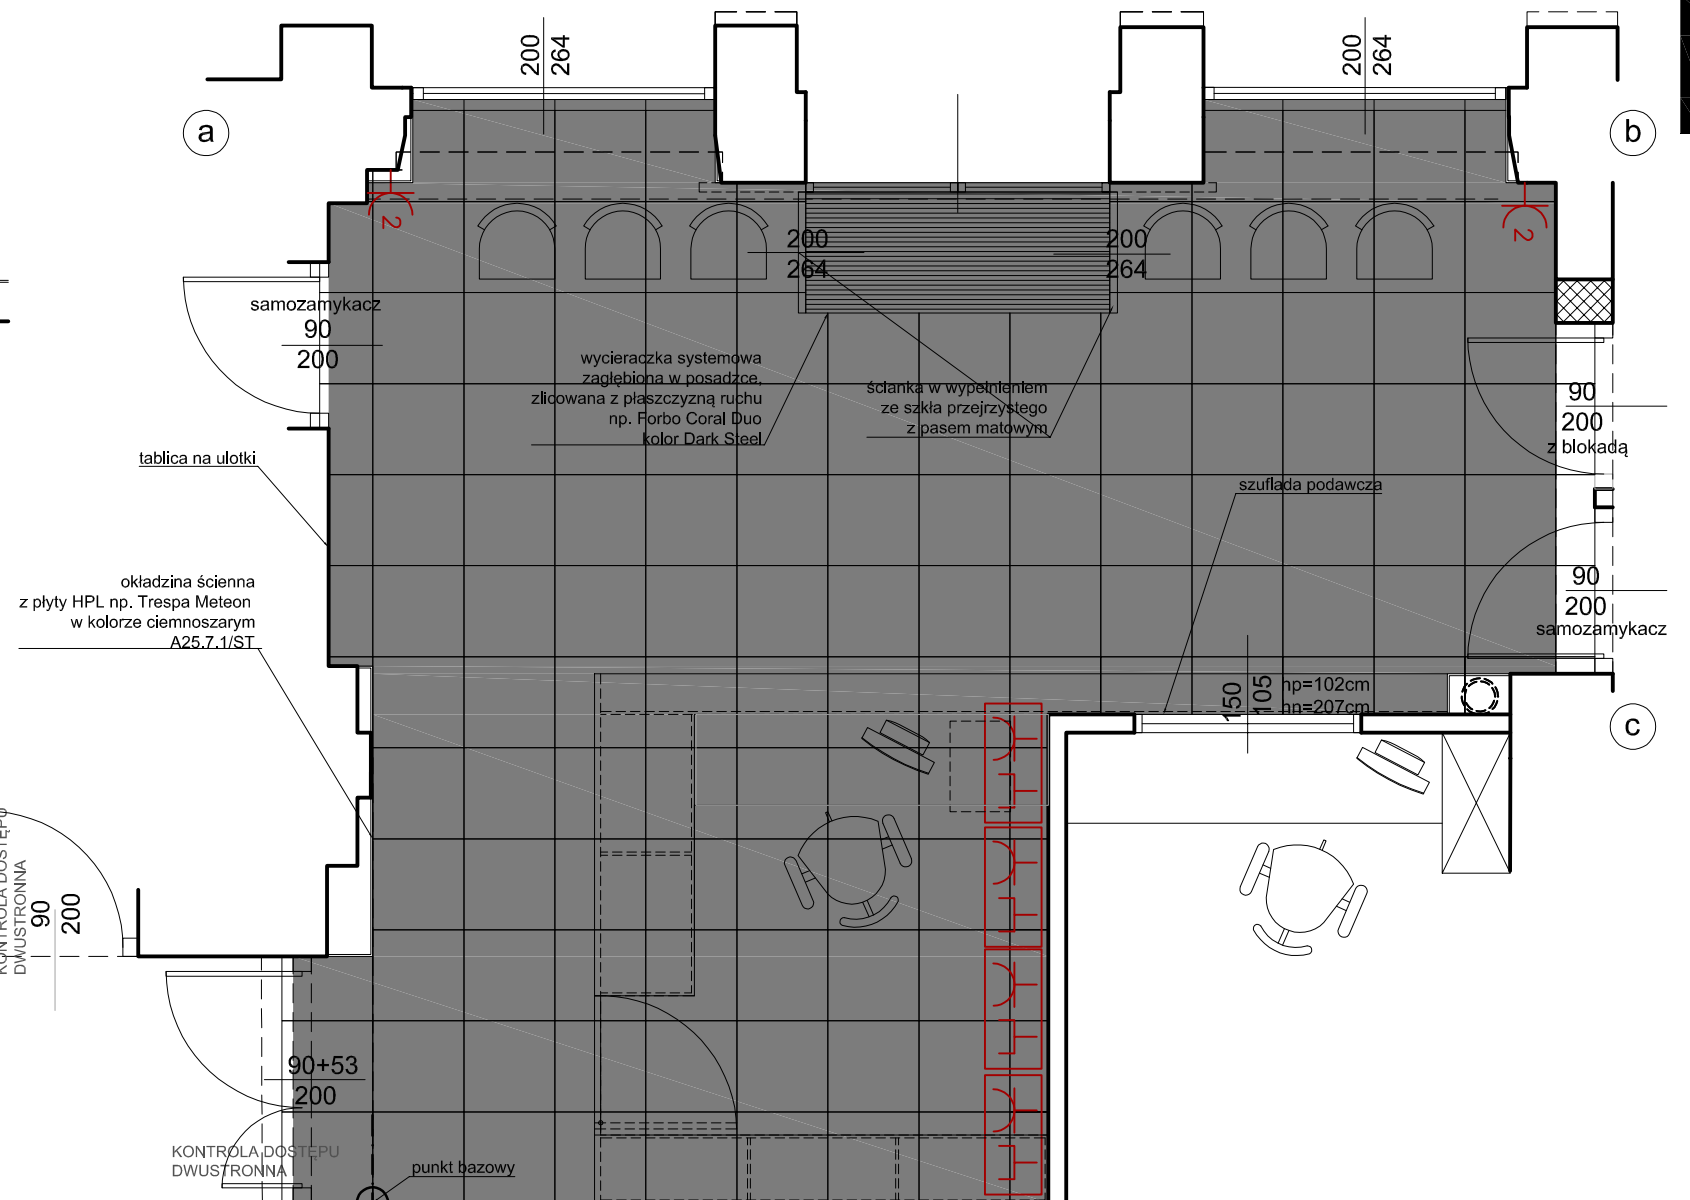 200
264
200
264
a
b
2
2
200
264
200
264
samozamykacz
90
200
wycieraczka systemowa
zagłębiona w posadzce,
zlicowana z płaszczyzną ruchu
np. Forbo Coral Duo
kolor Dark Steel
ścianka w wypełnieniem
ze szkła przejrzystego
z pasem matowym
90
200
z blokadą
tablica na ulotki
szuflada podawcza
okładzina ścienna
z płyty HPL np. Trespa Meteon
w kolorze ciemnoszarym
A25.7.1/ST
90
200
samozamykacz
150
105
hp=102cm
hn=207cm
c
KONTROLA DOSTĘPU
DWUSTRONNA
90
200
90+53
200
KONTROLA DOSTĘPU
DWUSTRONNA
punkt bazowy